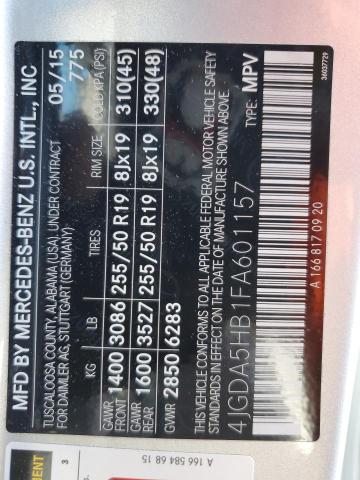 MFD BY MERCEDES-BENZ U.S. INTL., INC
TUSCALOOSA COUNTY, ALABAMA (USA) UNDER CONTRACT
FOR DAIMLER AG, STUTTGART (GERMANY)
05/15
775
KG LB TIRES RIM SIZE COLD KPA(PSI)
GAWR FRONT 1400 3086 255/50 R19 8Jx19 310(45)
GAWR REAR 1600 3527 255/50 R19 8Jx19 330(48)
GVWR 2850 6283
THIS VEHICLE CONFORMS TO ALL APPLICABLE FEDERAL MOTOR VEHICLE SAFETY
STANDARDS IN EFFECT ON THE DATE OF MANUFACTURE SHOWN ABOVE.
4JGDA5HB1FA601157 TYPE: MPV
36037729
A 166 817 09 20
A 166 584 68 15
3